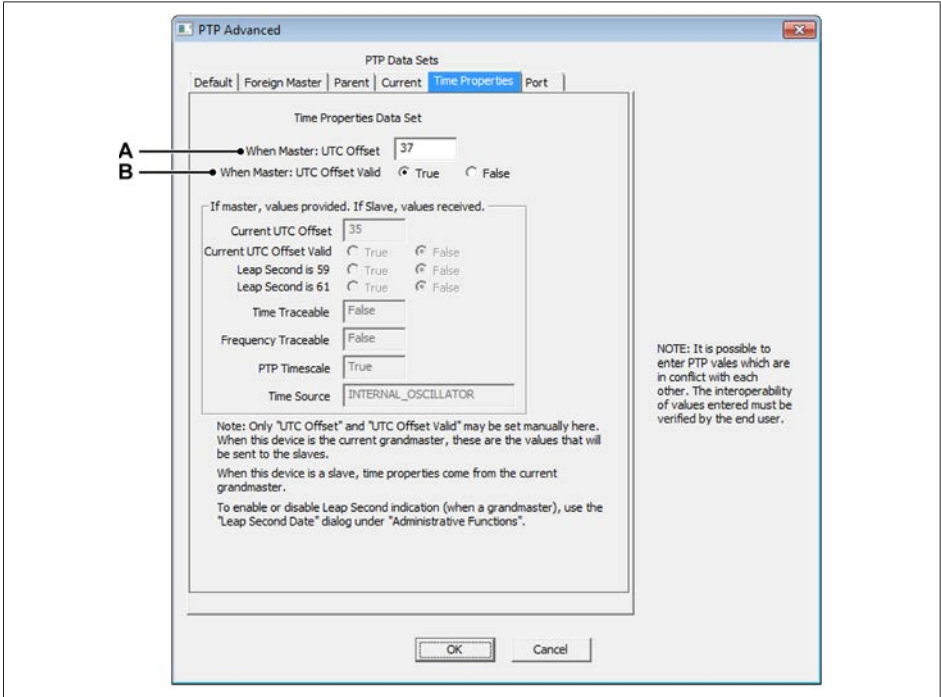 PTP Advanced
PTP Data Sets
Default Foreign Master Parent Current Time Properties Port
Time Properties Data Set
A When Master: UTC Offset 37
B When Master: UTC Offset Valid True False
If master, values provided. If Slave, values received.
Current UTC Offset 35
Current UTC Offset Valid True False
Leap Second is 59 True False
Leap Second is 61 True False
Time Traceable False
Frequency Traceable False
PTP Timescale True
Time Source INTERNAL_OSCILLATOR
Note: Only "UTC Offset" and "UTC Offset Valid" may be set manually here.
When this device is the current grandmaster, these are the values that will
be sent to the slaves.
When this device is a slave, time properties come from the current
grandmaster.
To enable or disable Leap Second indication (when a grandmaster), use the
"Leap Second Date" dialog under "Administrative Functions".
NOTE: It is possible to
enter PTP vales which are
in conflict with each
other. The interoperability
of values entered must be
verified by the end user.
OK Cancel